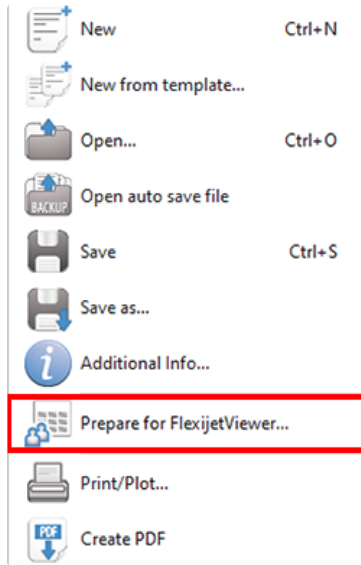 New Ctrl+N
New from template...
Open... Ctrl+O
BACKUP Open auto save file
Save Ctrl+S
Save as...
i Additional Info...
Prepare for FlexijetViewer...
Print/Plot...
PDF Create PDF